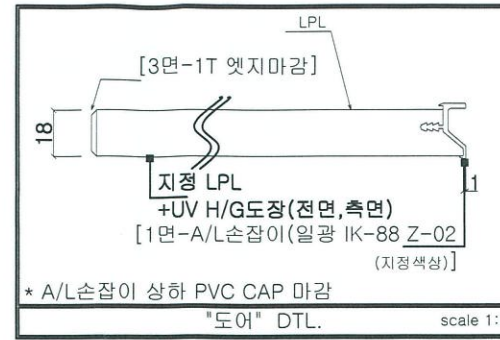 LPL
[3면-1T 엣지마감]
18
1
지정 LPL
+UV H/G도장(전면,측면)
[1면-A/L손잡이(일광 IK-88 Z-02
(지정색상)]
* A/L손잡이 상하 PVC CAP 마감
"도어" DTL.
scale 1: